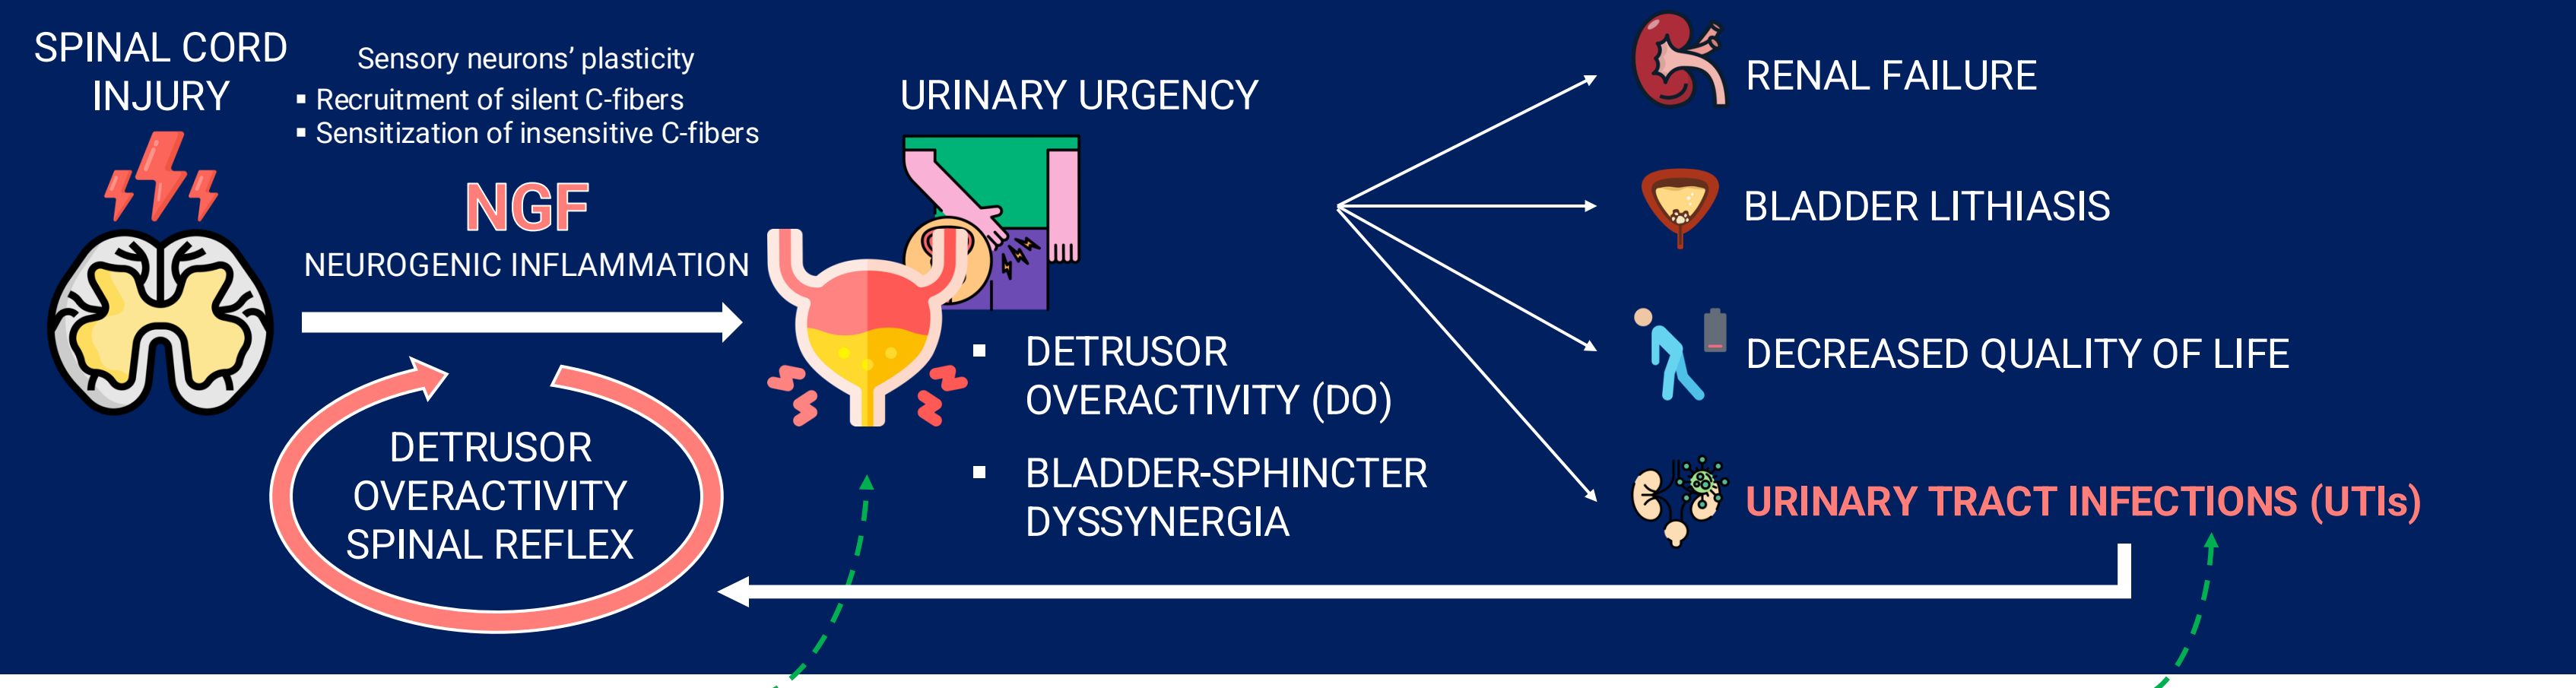 SPINAL CORD
INJURY
Sensory neurons’ plasticity
▪ Recruitment of silent C-fibers
▪ Sensitization of insensitive C-fibers
NGF
NEUROGENIC INFLAMMATION
DETRUSOR
OVERACTIVITY
SPINAL REFLEX
URINARY URGENCY
▪ DETRUSOR
OVERACTIVITY (DO)
▪ BLADDER-SPHINCTER
DYSSYNERGIA
RENAL FAILURE
BLADDER LITHIASIS
DECREASED QUALITY OF LIFE
URINARY TRACT INFECTIONS (UTIs)